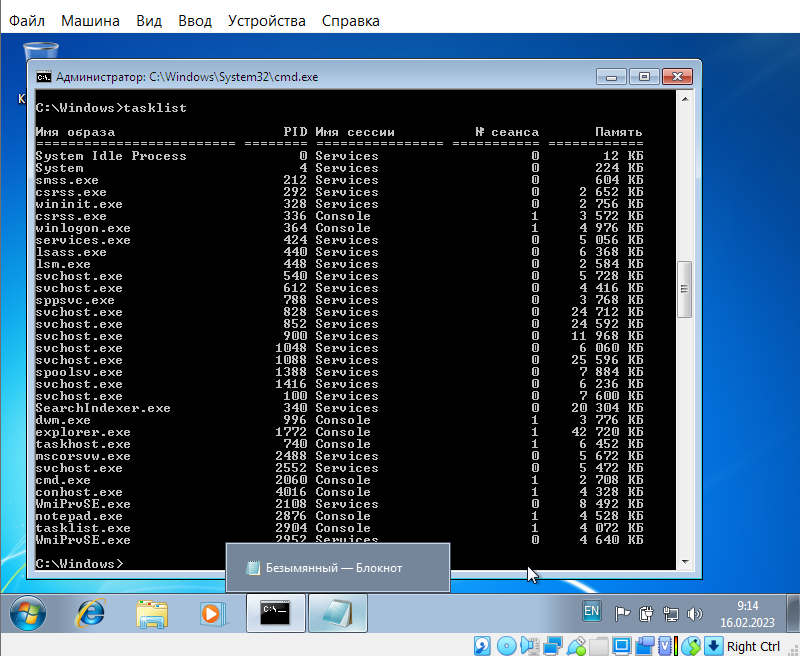 Файл Машина Вид Ввод Устройства Справка
К
Администратор: C:\Windows\System32\cmd.exe
C:\Windows>tasklist
Имя образа PID Имя сессии № сеанса Память
========================= ======== ================ =========== ============
System Idle Process 0 Services 0 12 КБ
System 4 Services 0 224 КБ
smss.exe 212 Services 0 604 КБ
csrss.exe 292 Services 0 2 652 КБ
wininit.exe 328 Services 0 2 756 КБ
csrss.exe 336 Console 1 3 572 КБ
winlogon.exe 364 Console 1 4 976 КБ
services.exe 424 Services 0 5 056 КБ
lsass.exe 440 Services 0 6 368 КБ
lsm.exe 448 Services 0 2 584 КБ
svchost.exe 540 Services 0 5 728 КБ
svchost.exe 612 Services 0 4 416 КБ
sppsvc.exe 788 Services 0 3 768 КБ
svchost.exe 828 Services 0 24 712 КБ
svchost.exe 852 Services 0 24 592 КБ
svchost.exe 900 Services 0 11 968 КБ
svchost.exe 1048 Services 0 6 060 КБ
svchost.exe 1088 Services 0 25 596 КБ
spoolsv.exe 1388 Services 0 7 884 КБ
svchost.exe 1416 Services 0 6 236 КБ
svchost.exe 100 Services 0 7 600 КБ
SearchIndexer.exe 340 Services 0 20 304 КБ
dwm.exe 996 Console 1 3 776 КБ
explorer.exe 1772 Console 1 42 720 КБ
taskhost.exe 740 Console 1 6 452 КБ
mscorsvw.exe 2488 Services 0 5 672 КБ
svchost.exe 2552 Services 0 5 472 КБ
cmd.exe 2060 Console 1 2 708 КБ
conhost.exe 4016 Console 1 4 328 КБ
WmiPrvSE.exe 2108 Services 0 8 492 КБ
notepad.exe 2876 Console 1 4 528 КБ
tasklist.exe 2904 Console 1 4 072 КБ
WmiPrvSE.exe 2952 Services 0 4 640 КБ
C:\Windows>
Безымянный — Блокнот
EN
9:14
16.02.2023
Right Ctrl